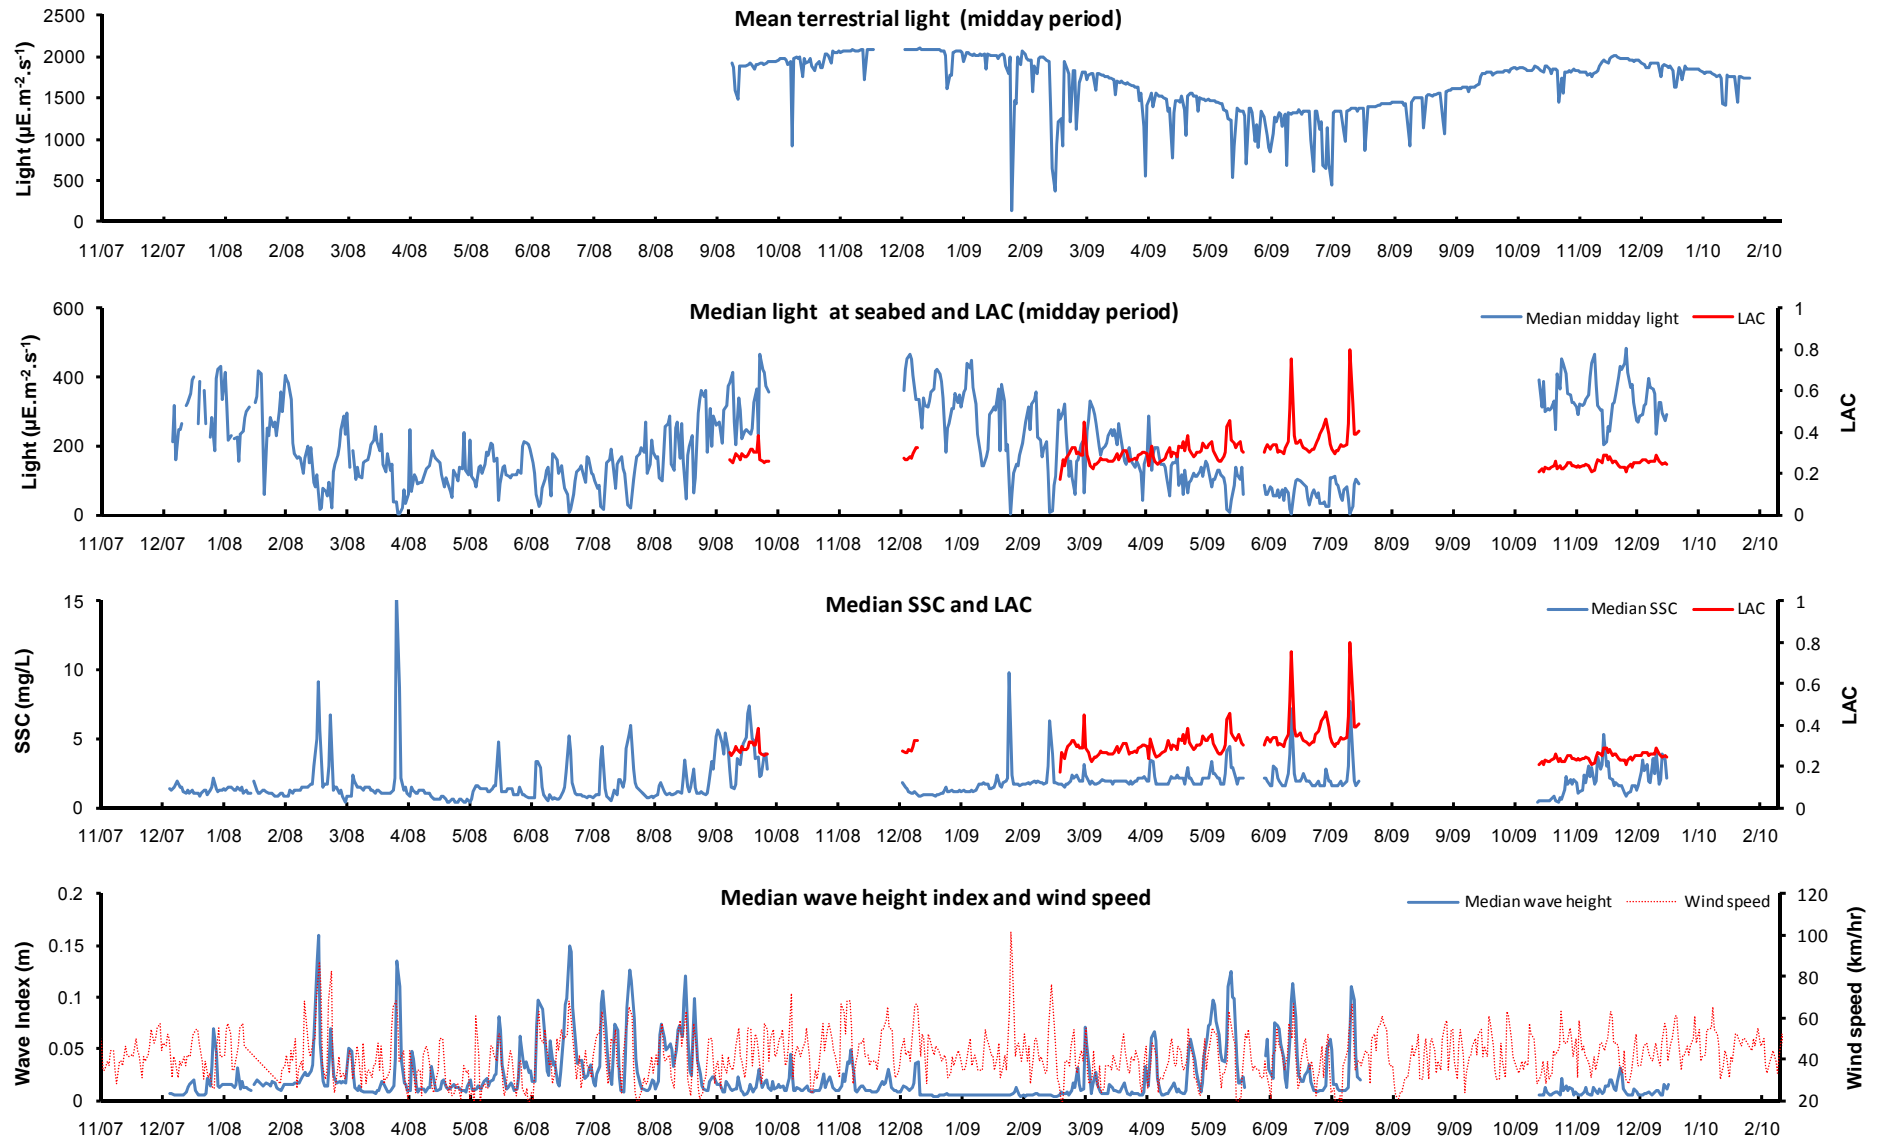 Mean terrestrial light (midday period)
Light (µE.m-2.s-1)
2500
2000
1500
1000
500
0
11/07 12/07 1/08 2/08 3/08 4/08 5/08 6/08 7/08 8/08 9/08 10/08 11/08 12/08 1/09 2/09 3/09 4/09 5/09 6/09 7/09 8/09 9/09 10/09 11/09 12/09 1/10 2/10
Median light at seabed and LAC (midday period)
Median midday light LAC
Light (µE.m-2.s-1)
600
400
200
0
1
0.8
0.6
0.4
0.2
0
LAC
11/07 12/07 1/08 2/08 3/08 4/08 5/08 6/08 7/08 8/08 9/08 10/08 11/08 12/08 1/09 2/09 3/09 4/09 5/09 6/09 7/09 8/09 9/09 10/09 11/09 12/09 1/10 2/10
Median SSC and LAC
Median SSC LAC
SSC (mg/L)
15
10
5
0
1
0.8
0.6
0.4
0.2
0
LAC
11/07 12/07 1/08 2/08 3/08 4/08 5/08 6/08 7/08 8/08 9/08 10/08 11/08 12/08 1/09 2/09 3/09 4/09 5/09 6/09 7/09 8/09 9/09 10/09 11/09 12/09 1/10 2/10
Median wave height index and wind speed
Median wave height Wind speed
Wave Index (m)
0.2
0.15
0.1
0.05
0
120
100
80
60
40
20
Wind speed (km/hr)
11/07 12/07 1/08 2/08 3/08 4/08 5/08 6/08 7/08 8/08 9/08 10/08 11/08 12/08 1/09 2/09 3/09 4/09 5/09 6/09 7/09 8/09 9/09 10/09 11/09 12/09 1/10 2/10